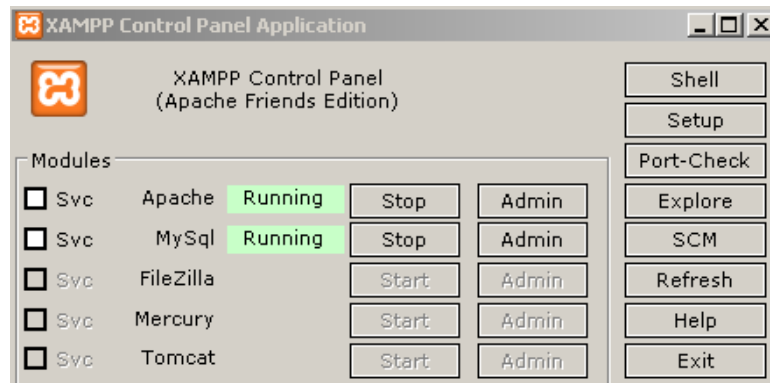 XAMPP Control Panel Application
XAMPP Control Panel
(Apache Friends Edition)
Shell
Setup
Port-Check
Explore
SCM
Refresh
Help
Exit
Modules
Svc Apache Running Stop Admin
Svc MySql Running Stop Admin
Svc FileZilla Start Admin
Svc Mercury Start Admin
Svc Tomcat Start Admin